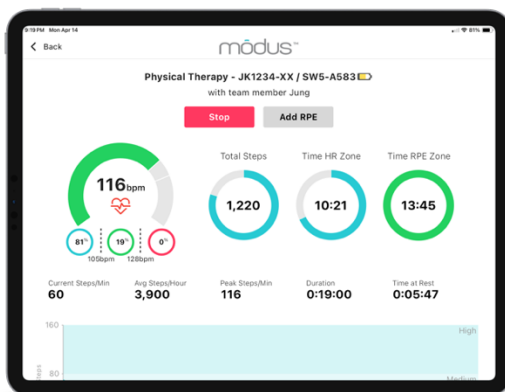 9:19 PM Mon Apr 14
81%
Back
mōdus™
Physical Therapy - JK1234-XX / SW5-A583
with team member Jung
Stop
Add RPE
Total Steps
Time HR Zone
Time RPE Zone
116bpm
1,220
10:21
13:45
81%
19%
0%
105bpm
128bpm
Current Steps/Min
Avg Steps/Hour
Peak Steps/Min
Duration
Time at Rest
60
3,900
116
0:19:00
0:05:47
160
High
80
Medium